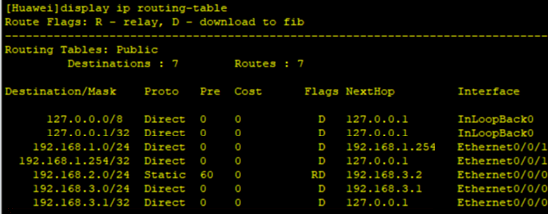 [Huawei]display ip routing-table
Route Flags: R - relay, D - download to fib
------------------------------------------------------------------------------
Routing Tables: Public
Destinations : 7 Routes : 7
Destination/Mask Proto Pre Cost Flags NextHop Interface
127.0.0.0/8 Direct 0 0 D 127.0.0.1 InLoopBack0
127.0.0.1/32 Direct 0 0 D 127.0.0.1 InLoopBack0
192.168.1.0/24 Direct 0 0 D 192.168.1.254 Ethernet0/0/1
192.168.1.254/32 Direct 0 0 D 127.0.0.1 Ethernet0/0/1
192.168.2.0/24 Static 60 0 RD 192.168.3.2 Ethernet0/0/0
192.168.3.0/24 Direct 0 0 D 192.168.3.1 Ethernet0/0/0
192.168.3.1/32 Direct 0 0 D 127.0.0.1 Ethernet0/0/0